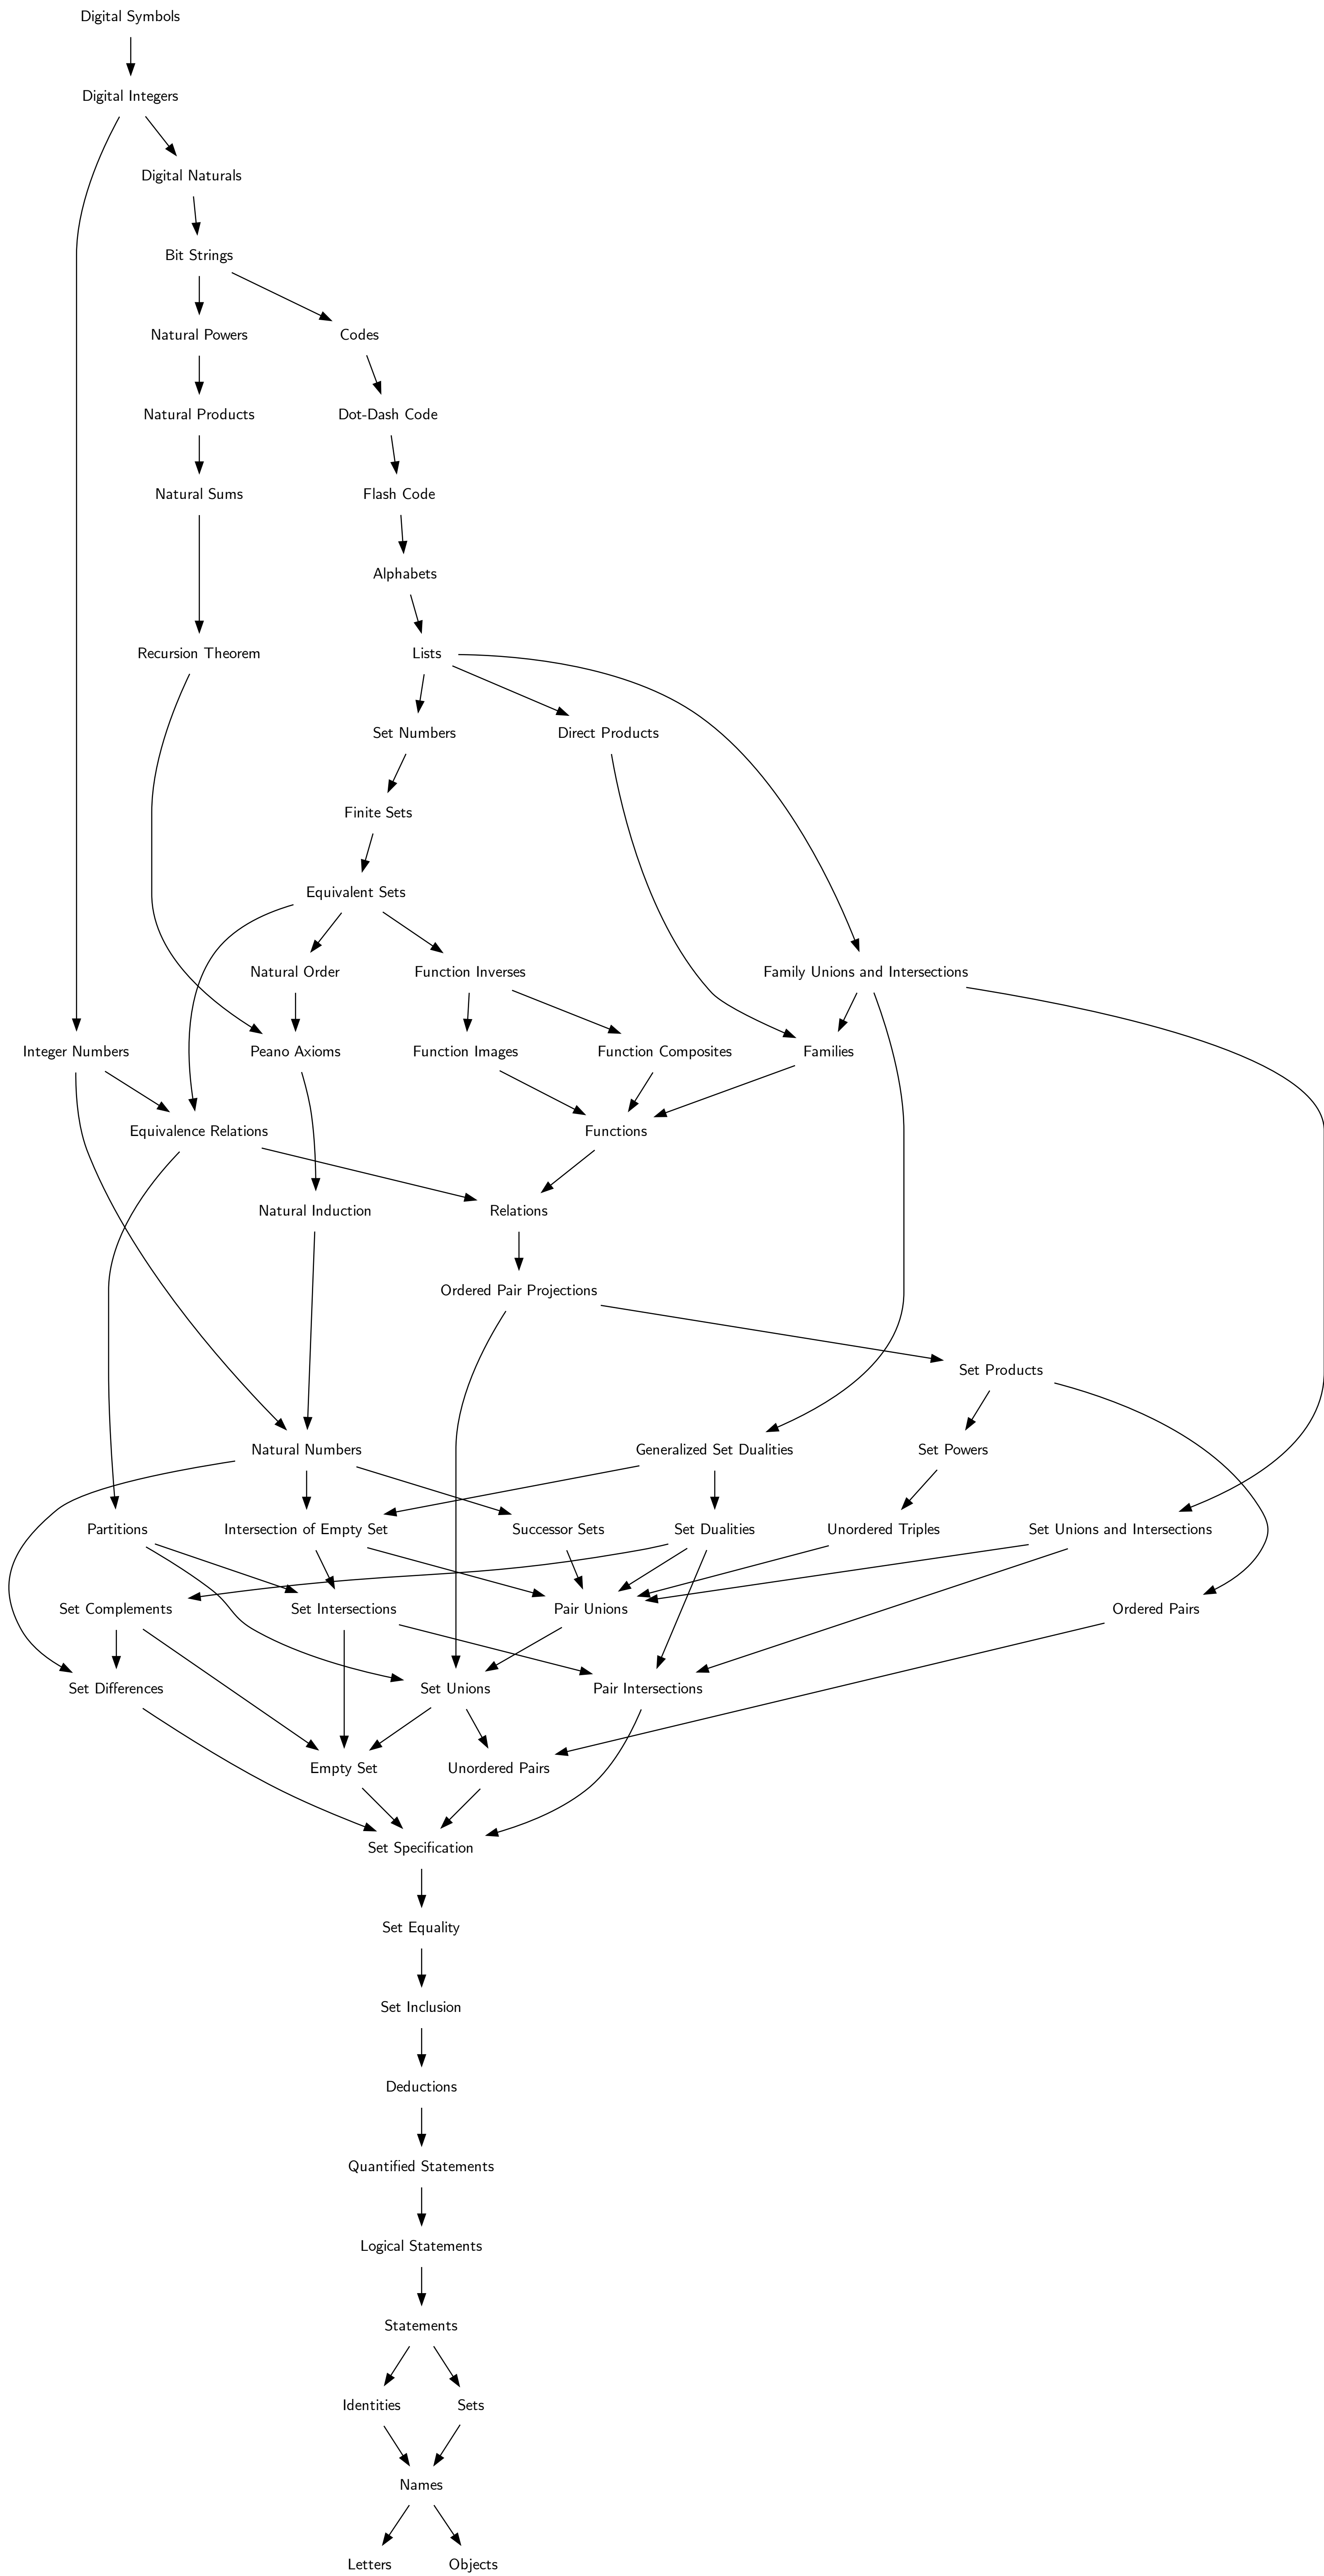 Digital Symbols
Digital Integers
Digital Naturals
Bit Strings
Natural Powers
Codes
Natural Products
Dot-Dash Code
Natural Sums
Flash Code
Alphabets
Recursion Theorem
Lists
Set Numbers
Direct Products
Finite Sets
Equivalent Sets
Natural Order
Function Inverses
Family Unions and Intersections
Integer Numbers
Peano Axioms
Function Images
Function Composites
Families
Equivalence Relations
Functions
Natural Induction
Relations
Ordered Pair Projections
Set Products
Natural Numbers
Generalized Set Dualities
Set Powers
Partitions
Intersection of Empty Set
Successor Sets
Set Dualities
Unordered Triples
Set Unions and Intersections
Set Complements
Set Intersections
Pair Unions
Ordered Pairs
Set Differences
Set Unions
Pair Intersections
Empty Set
Unordered Pairs
Set Specification
Set Equality
Set Inclusion
Deductions
Quantified Statements
Logical Statements
Statements
Identities
Sets
Names
Letters
Objects